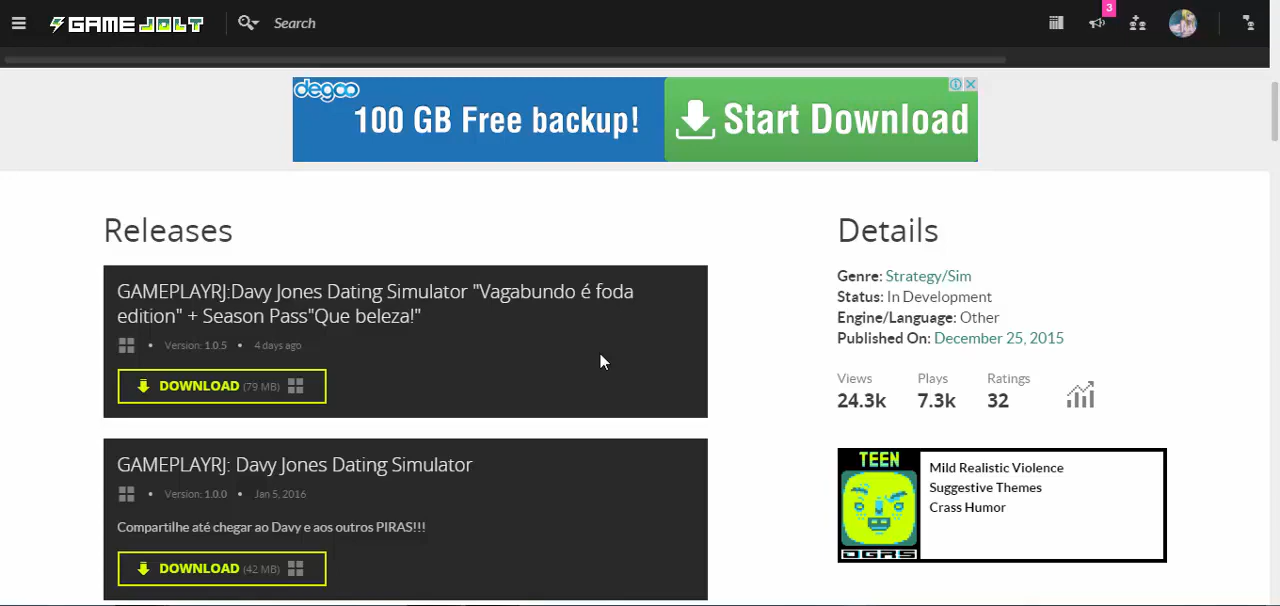 GAME JOLT
Search
3
degoo
100 GB Free backup!
Start Download
Releases
GAMEPLAYRJ:Davy Jones Dating Simulator "Vagabundo é foda
edition" + Season Pass"Que beleza!"
• Version: 1.0.5 • 4 days ago
DOWNLOAD (79 MB)
GAMEPLAYRJ: Davy Jones Dating Simulator
• Version: 1.0.0 • Jan 5, 2016
Compartilhe até chegar ao Davy e aos outros PIRAS!!!
DOWNLOAD (42 MB)
Details
Genre: Strategy/Sim
Status: In Development
Engine/Language: Other
Published On: December 25, 2015
Views Plays Ratings
24.3k 7.3k 32
TEEN
DGAS
Mild Realistic Violence
Suggestive Themes
Crass Humor